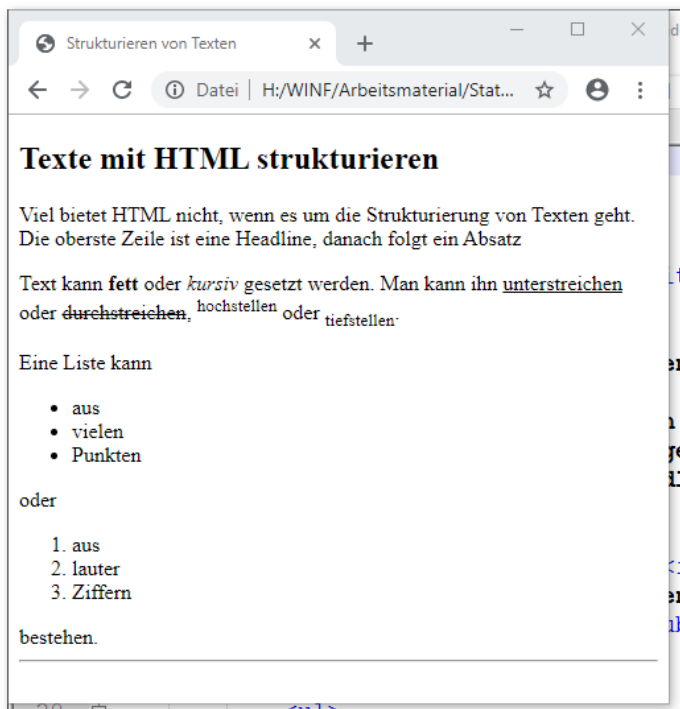 Strukturieren von Texten
Datei | H:/WINF/Arbeitsmaterial/Stat...
Texte mit HTML strukturieren
Viel bietet HTML nicht, wenn es um die Strukturierung von Texten geht.
Die oberste Zeile ist eine Headline, danach folgt ein Absatz
Text kann fett oder kursiv gesetzt werden. Man kann ihn unterstreichen
oder durchstreichen, hochstellen oder tiefstellen.
Eine Liste kann
• aus
• vielen
• Punkten
oder
1. aus
2. lauter
3. Ziffern
bestehen.